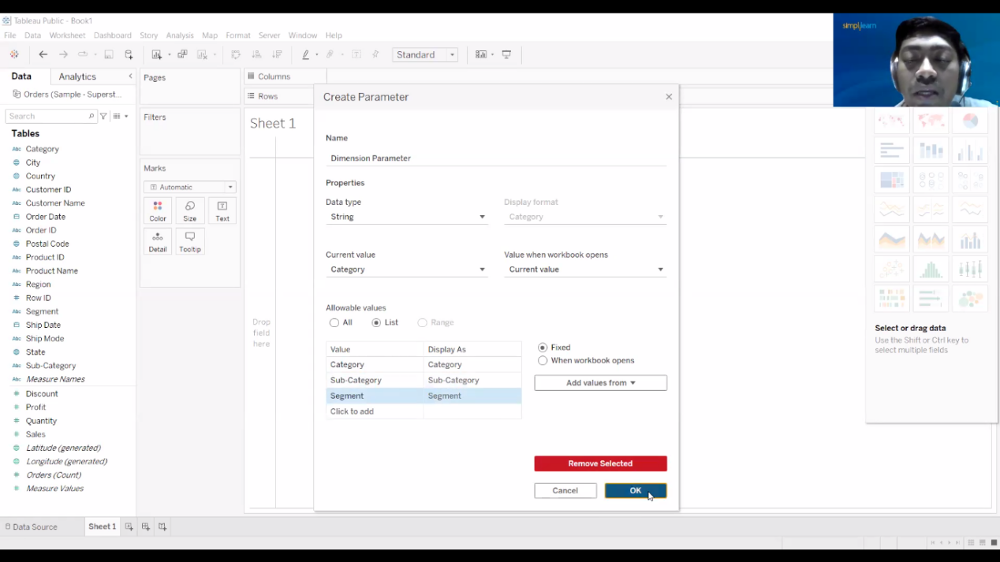 Tableau Public - Book1
File Data Worksheet Dashboard Story Analysis Map Format Server Window Help
simplilearn
Standard
Data Analytics
Pages
Columns
Orders (Sample - Superst...
Rows
Search
Filters
Sheet 1
Tables
Category
City
Country
Customer ID
Customer Name
Order Date
Order ID
Postal Code
Product ID
Product Name
Region
Row ID
Segment
Ship Date
Ship Mode
State
Sub-Category
Measure Names
Discount
Profit
Quantity
Sales
Latitude (generated)
Longitude (generated)
Orders (Count)
Measure Values
Marks
Automatic
Color Size Text
Detail Tooltip
Drop
field
here
Create Parameter
Name
Dimension Parameter
Properties
Data type Display format
String Category
Current value Value when workbook opens
Category Current value
Allowable values
All List Range
Value Display As
Category Category
Sub-Category Sub-Category
Segment Segment
Click to add
Fixed
When workbook opens
Add values from
Remove Selected
Cancel OK
Select or drag data
Use the Shift or Ctrl key to
select multiple fields
Data Source Sheet 1